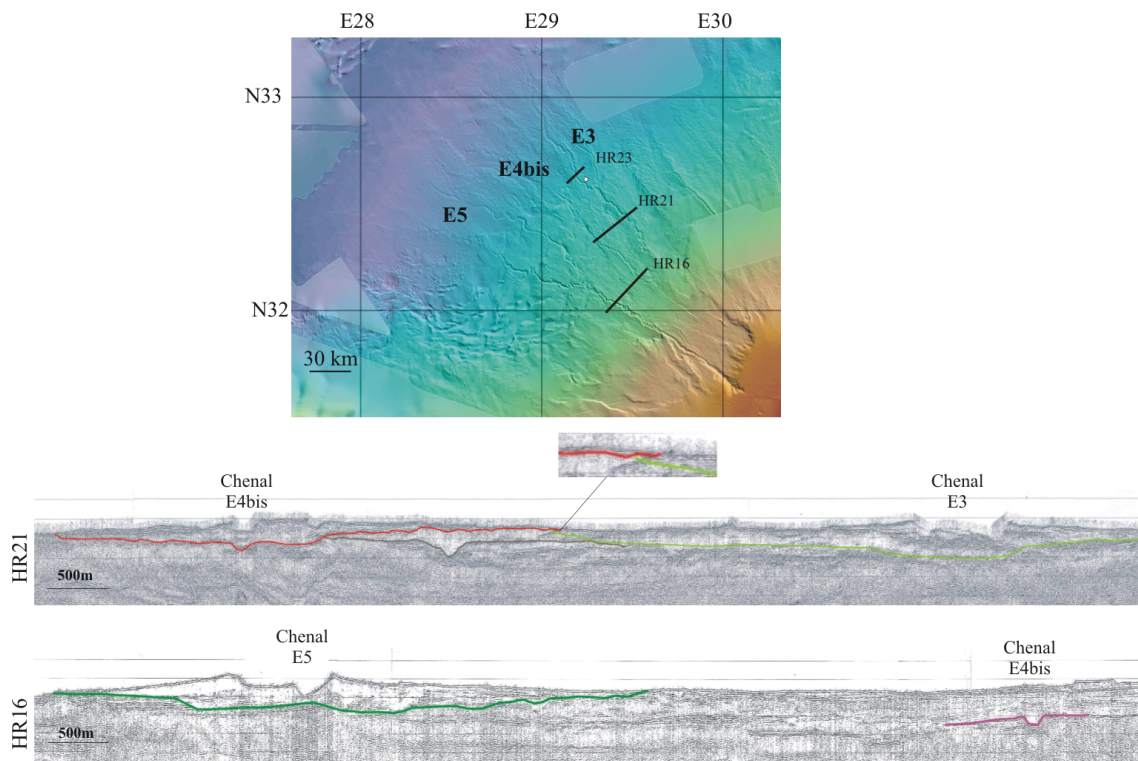 E28 E29 E30
N33
E3
HR23
E4bis
HR21
E5
HR16
N32
30 km
Chenal
E4bis
Chenal
E3
HR21
500m
Chenal
E5
Chenal
E4bis
HR16
500m